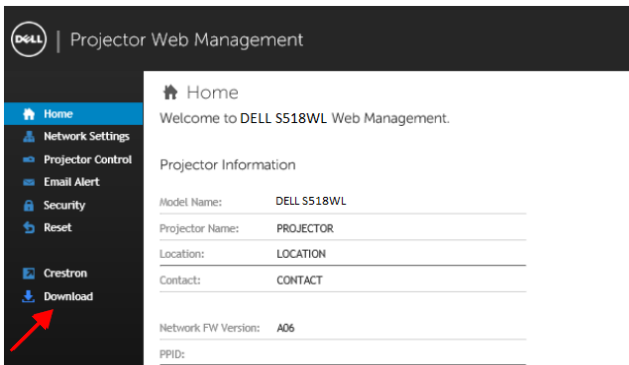 DELL | Projector Web Management
Home
Network Settings
Projector Control
Email Alert
Security
Reset
Crestron
Download
Home
Welcome to DELL S518WL Web Management.
Projector Information
Model Name: DELL S518WL
Projector Name: PROJECTOR
Location: LOCATION
Contact: CONTACT
Network FW Version: A06
PPID: